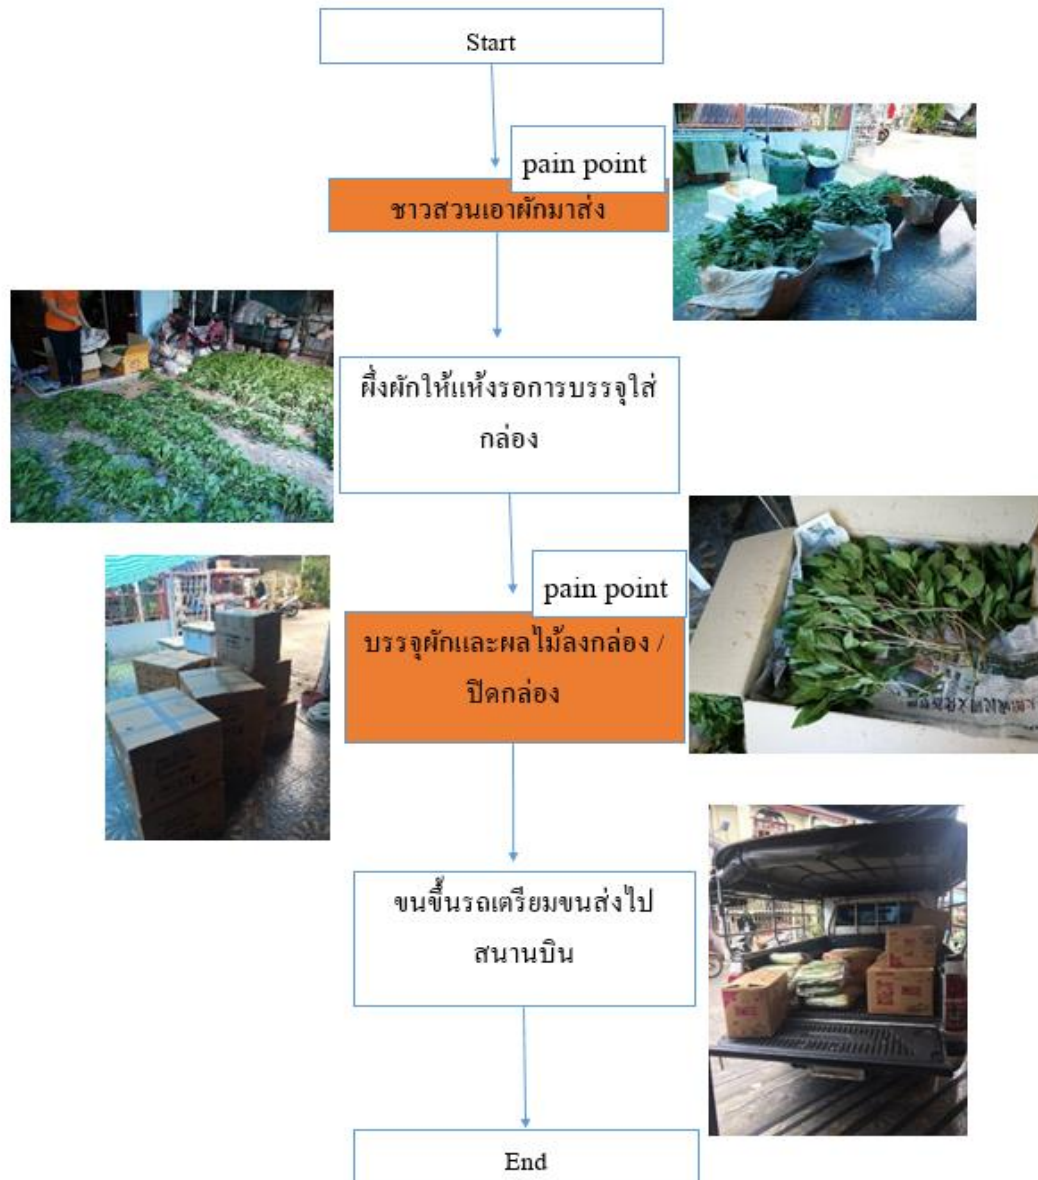 Start
pain point
ชาวสวนเอาผักมาส่ง
ผึ่งผักให้แห้งรอการบรรจุใส่
กล่อง
pain point
บรรจุผักและผลไม้ลงกล่อง /
ปิดกล่อง
ขนขึ้นรถเตรียมขนส่งไป
สนานบิน
End